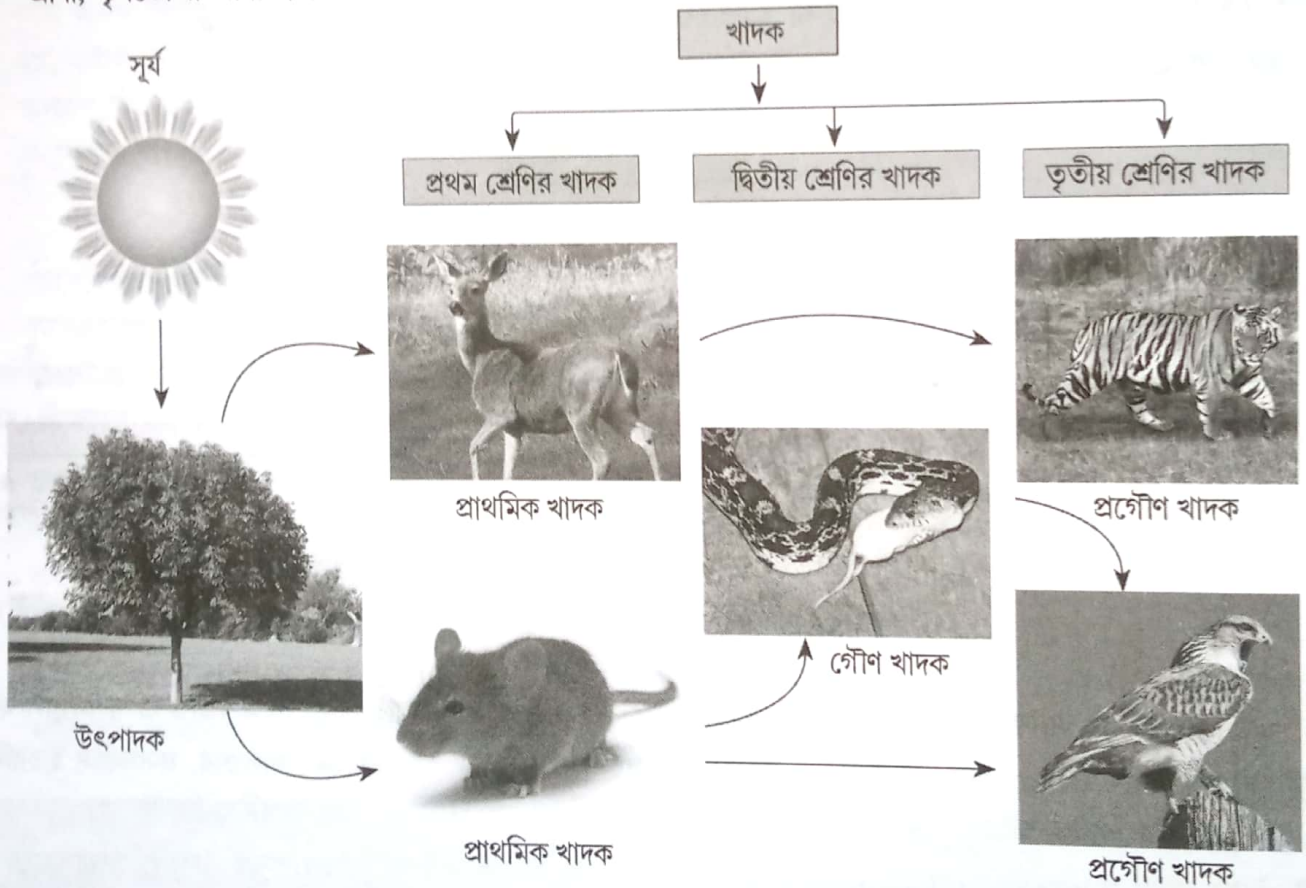 খাদক
সূর্য
প্রথম শ্রেণির খাদক
দ্বিতীয় শ্রেণির খাদক
তৃতীয় শ্রেণির খাদক
প্রাথমিক খাদক
প্রগৌণ খাদক
গৌণ খাদক
উৎপাদক
প্রাথমিক খাদক
প্রগৌণ খাদক